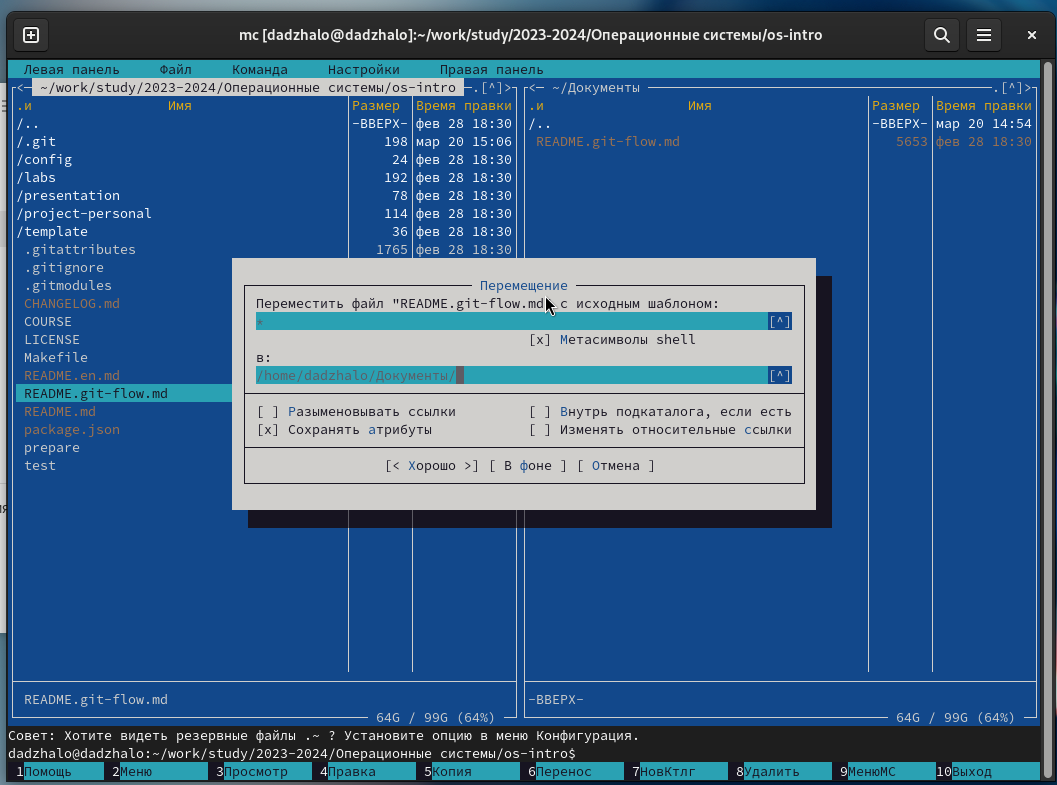 mc [dadzhalo@dadzhalo]:~/work/study/2023-2024/Операционные системы/os-intro
Левая панель Файл Команда Настройки Правая панель
<─ ~/work/study/2023-2024/Операционные системы/os-intro ─.[^]>
.и Имя Размер Время правки
/.. -ВВЕРХ- фев 28 18:30
/.git 198 мар 20 15:06
/config 24 фев 28 18:30
/labs 192 фев 28 18:30
/presentation 78 фев 28 18:30
/project-personal 114 фев 28 18:30
/template 36 фев 28 18:30
.gitattributes 1765 фев 28 18:30
.gitignore
.gitmodules
CHANGELOG.md
COURSE
LICENSE
Makefile
README.en.md
README.git-flow.md
README.md
package.json
prepare
test
README.git-flow.md
64G / 99G (64%)
<─ ~/Документы ─.[^]>
.и Имя Размер Время правки
/.. -ВВЕРХ- мар 20 14:54
README.git-flow.md 5653 фев 28 18:30
-ВВЕРХ-
64G / 99G (64%)
Перемещение
Переместить файл "README.git-flow.md" с исходным шаблоном:
* [^]
[x] Метасимволы shell
в:
/home/dadzhalo/Документы/ [^]
[ ] Разыменовывать ссылки [ ] Внутрь подкаталога, если есть
[x] Сохранять атрибуты [ ] Изменять относительные ссылки
[< Хорошо >] [ В фоне ] [ Отмена ]
Совет: Хотите видеть резервные файлы .~ ? Установите опцию в меню Конфигурация.
dadzhalo@dadzhalo:~/work/study/2023-2024/Операционные системы/os-intro$
1Помощь 2Меню 3Просмотр 4Правка 5Копия 6Перенос 7НовКтлг 8Удалить 9МенюМС 10Выход